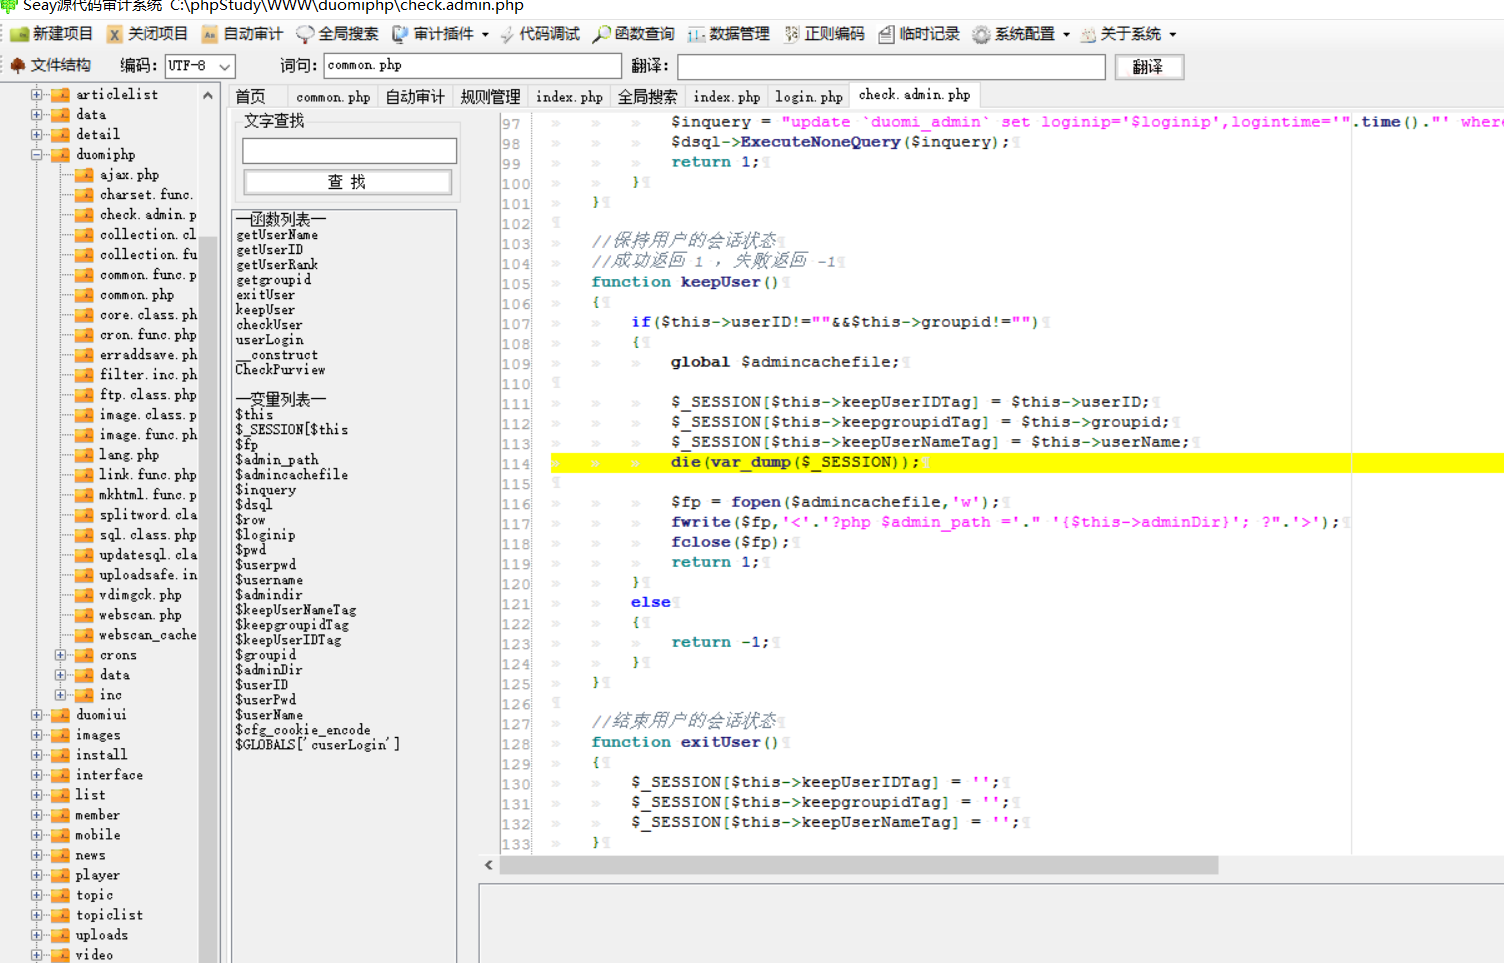 Seay源代码审计系统 C:\phpStudy\WWW\duomiphp\check.admin.php
新建项目 关闭项目 自动审计 全局搜索 审计插件 代码调试 函数查询 数据管理 正则编码 临时记录 系统配置 关于系统
文件结构 编码: UTF-8 词句: common.php 翻译: 翻译
首页 common.php 自动审计 规则管理 index.php 全局搜索 index.php login.php check.admin.php
articlelist
data
detail
duomiphp
ajax.php
charset.func.
check.admin.p
collection.cl
collection.fu
common.func.p
common.php
core.class.ph
cron.func.php
erraddsave.ph
filter.inc.ph
ftp.class.php
image.class.p
image.func.ph
lang.php
link.func.php
mkhtml.func.p
splitword.cla
sql.class.php
updatesql.cla
uploadsafe.in
vdimgck.php
webscan.php
webscan_cache
crons
data
inc
duomiui
images
install
interface
list
member
mobile
news
player
topic
topiclist
uploads
video
文字查找
查 找
—函数列表—
getUserName
getUserID
getUserRank
getgroupid
exitUser
keepUser
checkUser
userLogin
__construct
CheckPurview
—变量列表—
$this
$_SESSION[$this
$fp
$admin_path
$admincachefile
$inquery
$dsql
$row
$loginip
$pwd
$userpwd
$username
$admindir
$keepUserNameTag
$keepgroupidTag
$keepUserIDTag
$groupid
$adminDir
$userID
$userPwd
$userName
$cfg_cookie_encode
$GLOBALS['cuserLogin']
97 $inquery = "update `duomi_admin` set loginip='$loginip',logintime='".time()."' where
98 $dsql->ExecuteNoneQuery($inquery);
99 return 1;
100 }
101 }
102
103 //保持用户的会话状态
104 //成功返回 1 ，失败返回 -1
105 function keepUser()
106 {
107 if($this->userID!=""&&$this->groupid!="")
108 {
109 global $admincachefile;
110
111 $_SESSION[$this->keepUserIDTag] = $this->userID;
112 $_SESSION[$this->keepgroupidTag] = $this->groupid;
113 $_SESSION[$this->keepUserNameTag] = $this->userName;
114 die(var_dump($_SESSION));
115
116 $fp = fopen($admincachefile,'w');
117 fwrite($fp,'<'.'?php $admin_path ='." '{$this->adminDir}'; ?".'>');
118 fclose($fp);
119 return 1;
120 }
121 else
122 {
123 return -1;
124 }
125 }
126
127 //结束用户的会话状态
128 function exitUser()
129 {
130 $_SESSION[$this->keepUserIDTag] = '';
131 $_SESSION[$this->keepgroupidTag] = '';
132 $_SESSION[$this->keepUserNameTag] = '';
133 }